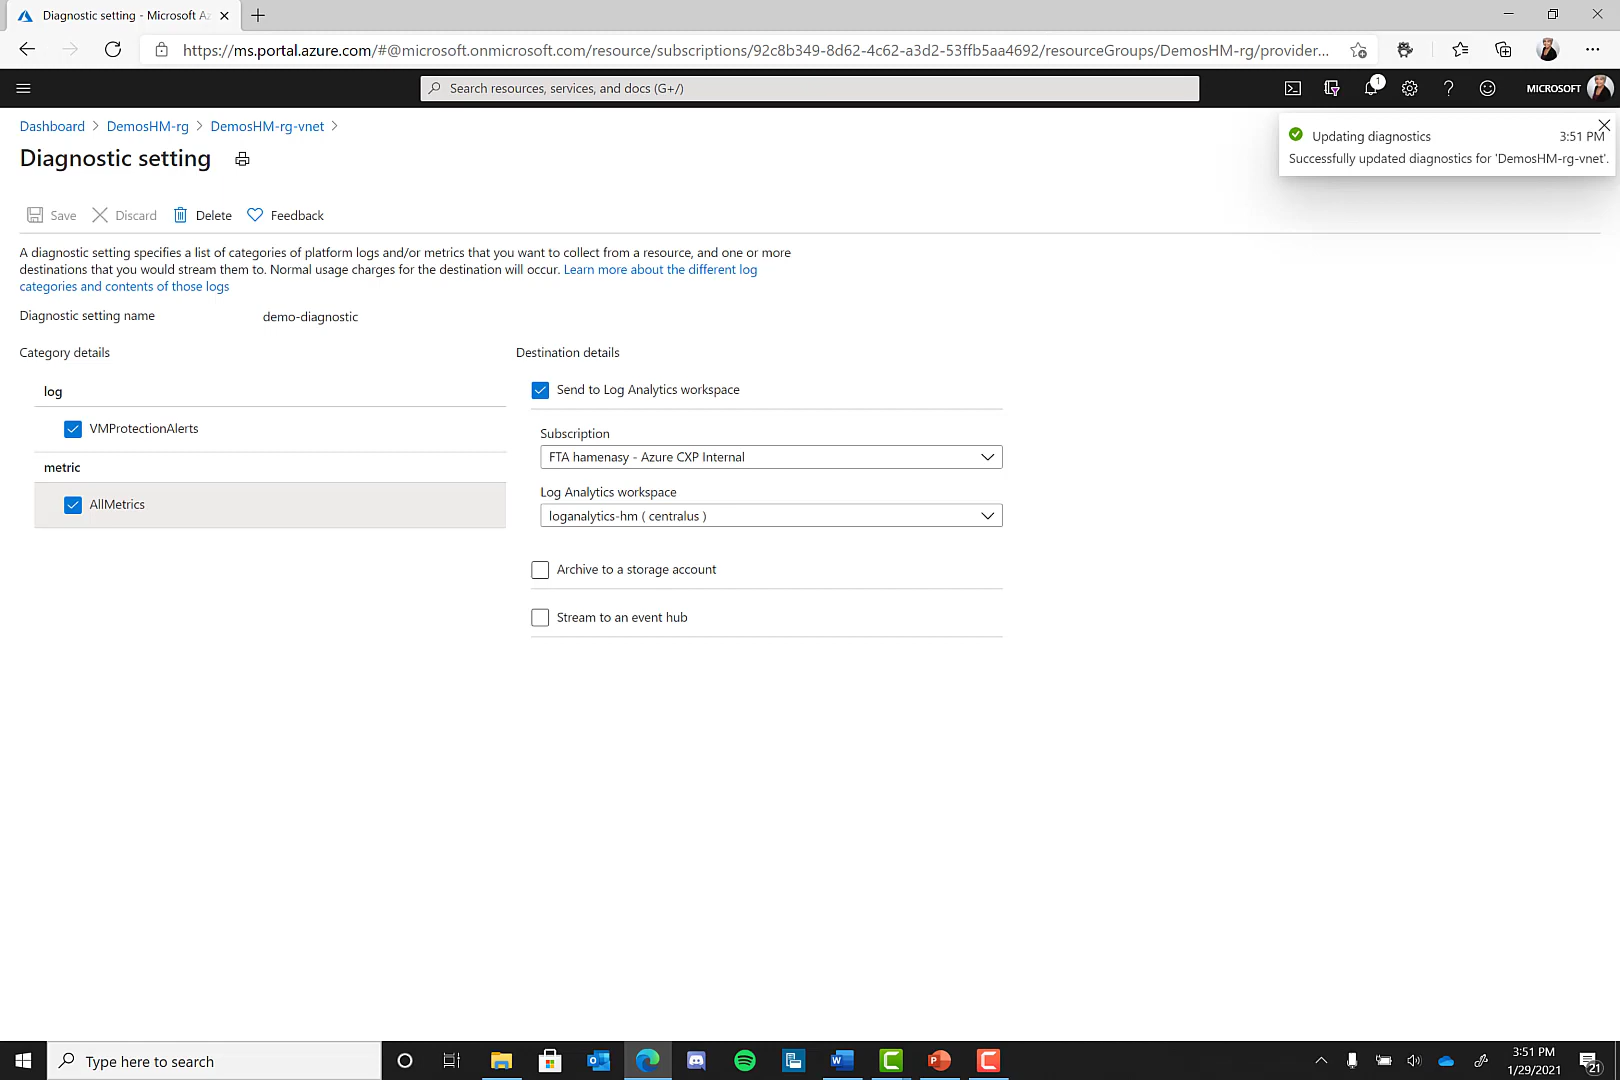 Diagnostic setting - Microsoft Az
https://ms.portal.azure.com/#@microsoft.onmicrosoft.com/resource/subscriptions/92c8b349-8d62-4c62-a3d2-53ffb5aa4692/resourceGroups/DemosHM-rg/provider...
Search resources, services, and docs (G+/)
1
MICROSOFT
Dashboard > DemosHM-rg > DemosHM-rg-vnet >
Diagnostic setting
Updating diagnostics 3:51 PM
Successfully updated diagnostics for 'DemosHM-rg-vnet'.
Save Discard Delete Feedback
A diagnostic setting specifies a list of categories of platform logs and/or metrics that you want to collect from a resource, and one or more
destinations that you would stream them to. Normal usage charges for the destination will occur. Learn more about the different log
categories and contents of those logs
Diagnostic setting name demo-diagnostic
Category details
log
VMProtectionAlerts
metric
AllMetrics
Destination details
Send to Log Analytics workspace
Subscription
FTA hamenasy - Azure CXP Internal
Log Analytics workspace
loganalytics-hm ( centralus )
Archive to a storage account
Stream to an event hub
Type here to search
3:51 PM
1/29/2021
21